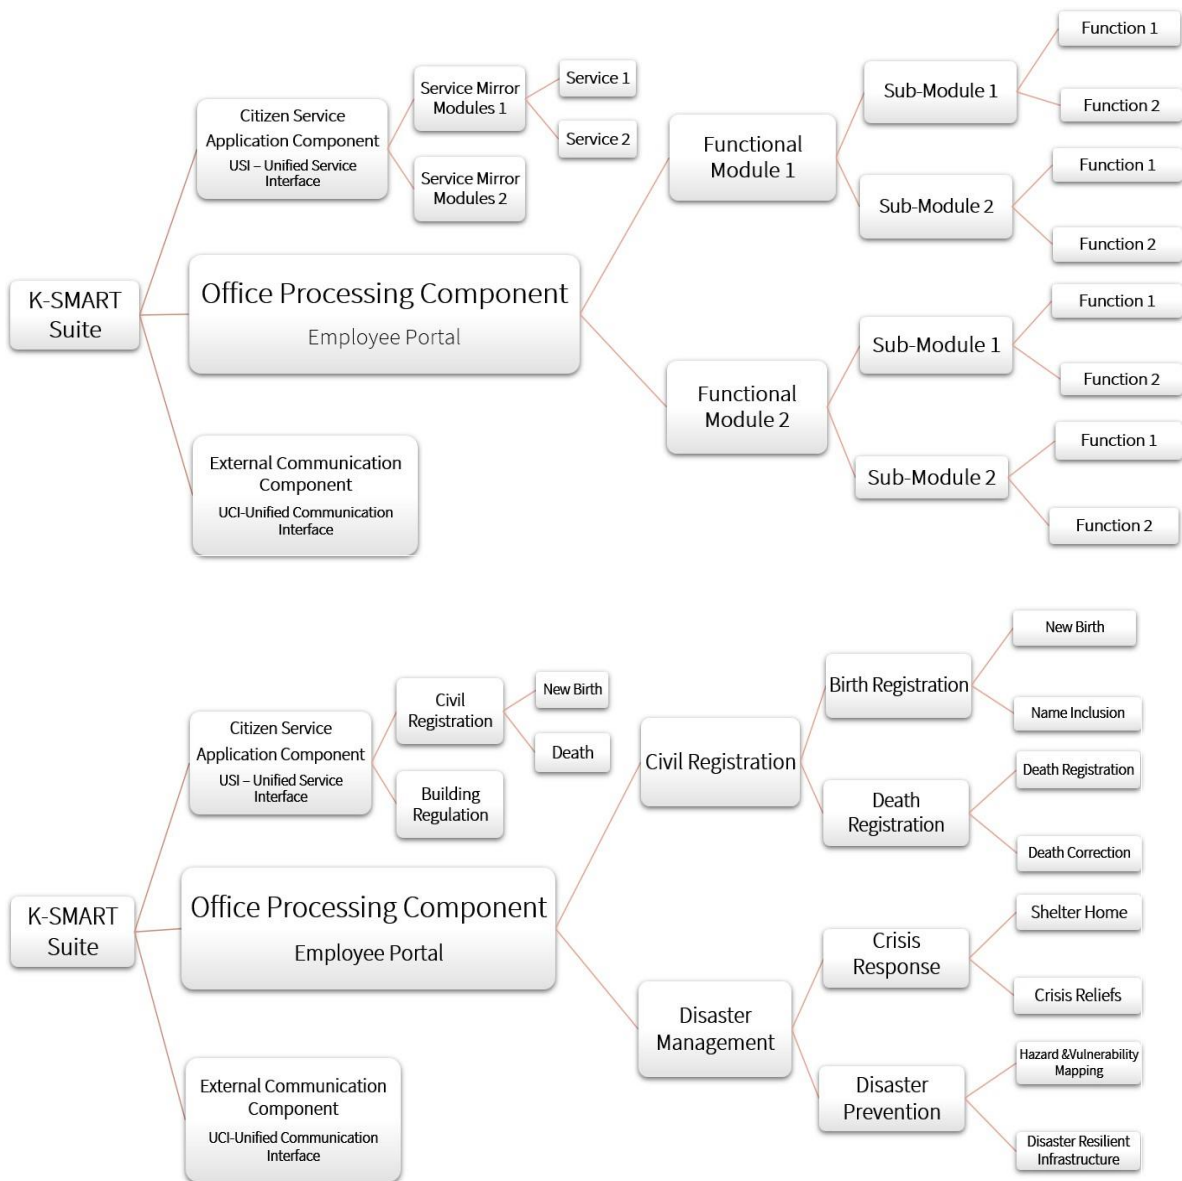 K-SMART
Suite
Citizen Service
Application Component
USI – Unified Service
Interface
Service Mirror
Modules 1
Service 1
Service 2
Service Mirror
Modules 2
Office Processing Component
Employee Portal
External Communication
Component
UCI-Unified Communication
Interface
Functional
Module 1
Sub-Module 1
Function 1
Function 2
Sub-Module 2
Function 1
Function 2
Functional
Module 2
Sub-Module 1
Function 1
Function 2
Sub-Module 2
Function 1
Function 2
K-SMART
Suite
Citizen Service
Application Component
USI – Unified Service
Interface
Civil
Registration
New Birth
Death
Building
Regulation
Office Processing Component
Employee Portal
External Communication
Component
UCI-Unified Communication
Interface
Civil Registration
Birth Registration
New Birth
Name Inclusion
Death
Registration
Death Registration
Death Correction
Disaster
Management
Crisis
Response
Shelter Home
Crisis Reliefs
Disaster
Prevention
Hazard &Vulnerability
Mapping
Disaster Resilient
Infrastructure